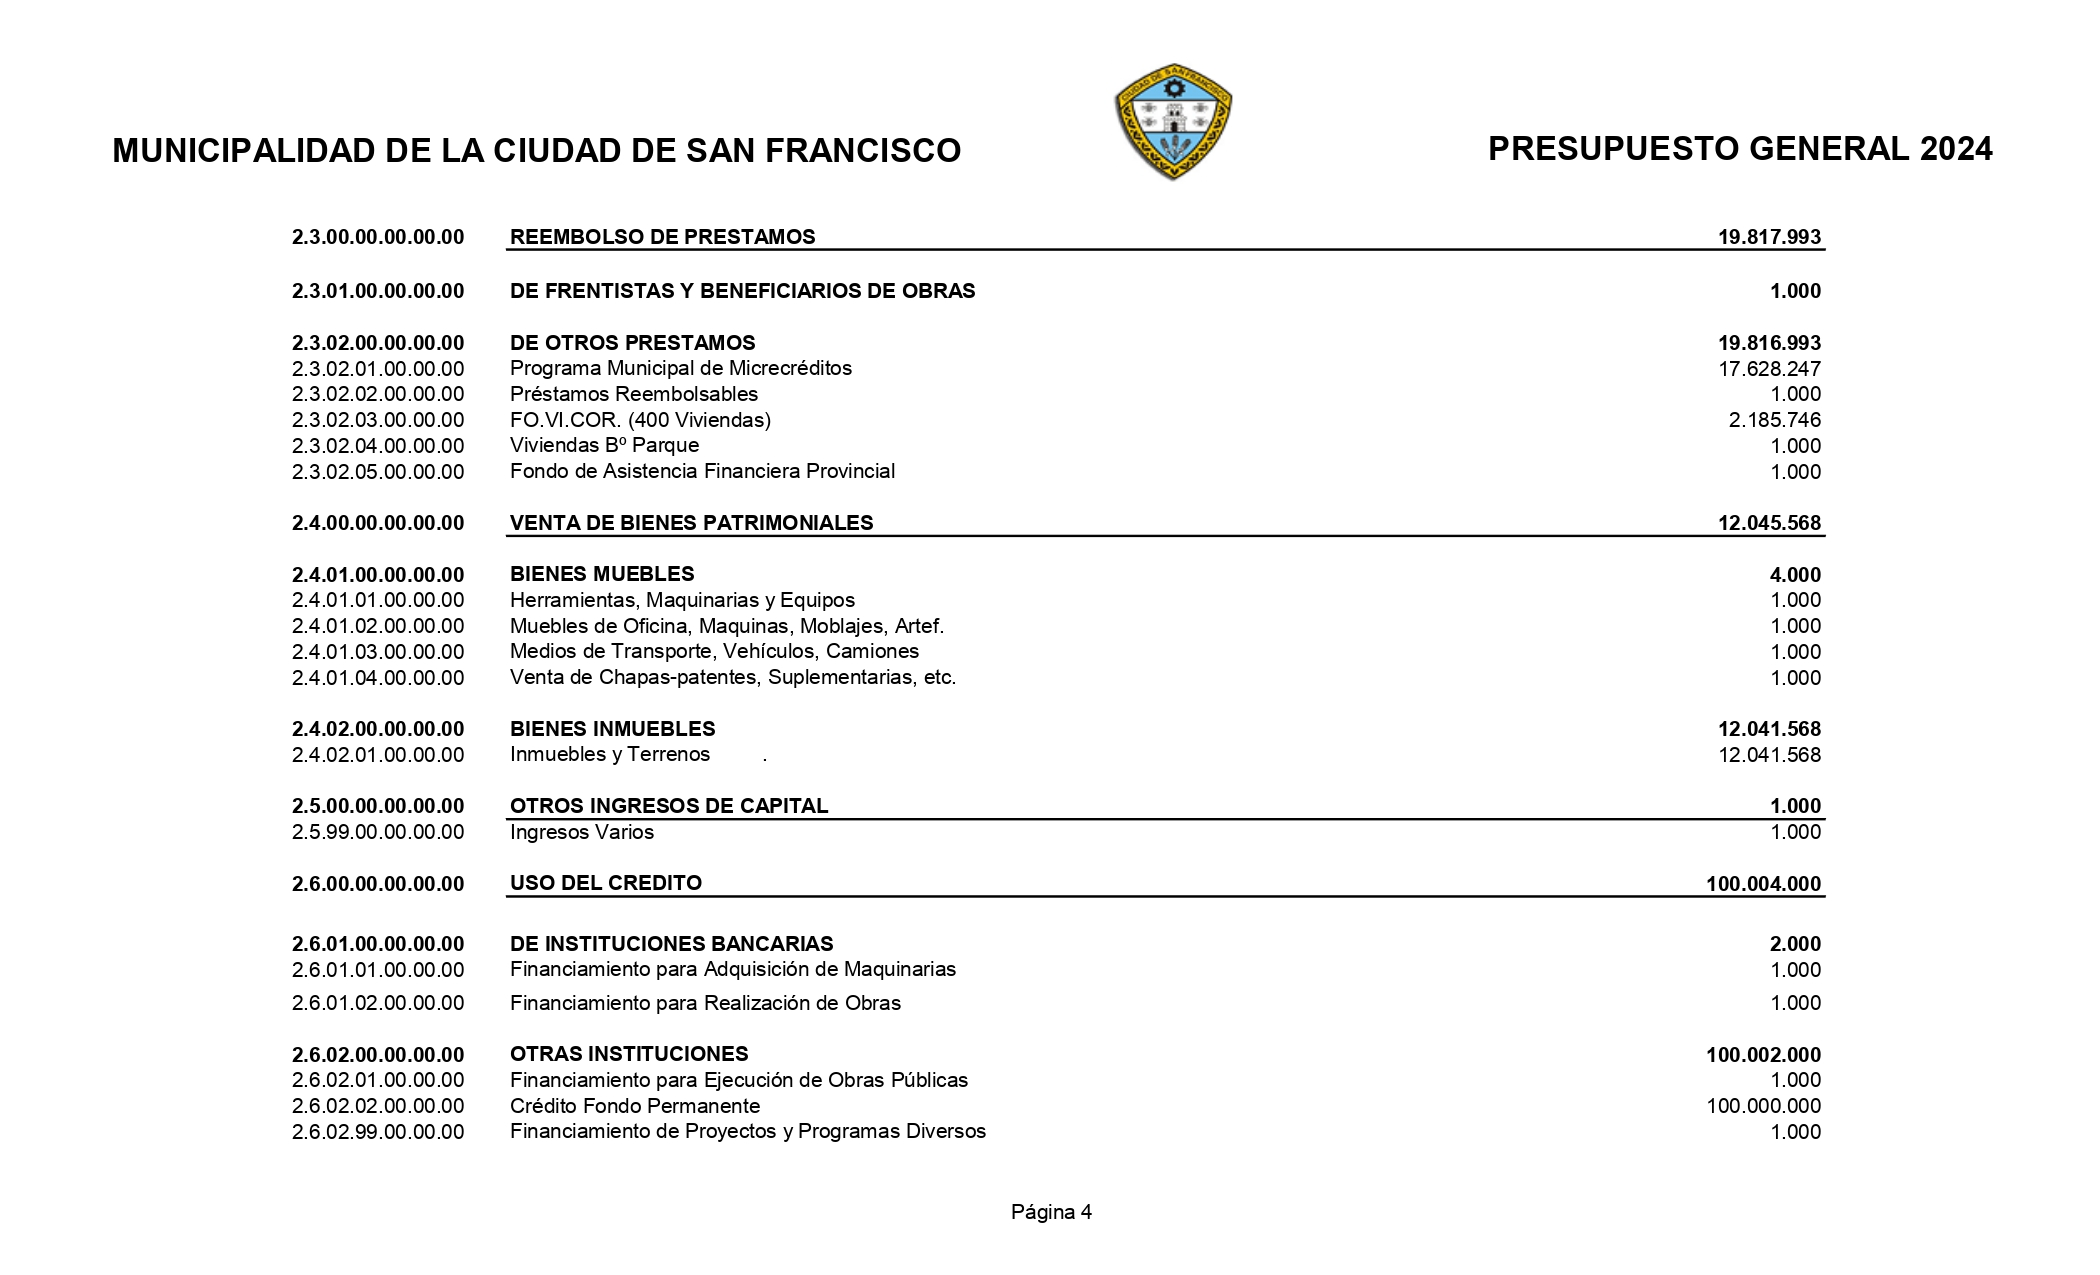 CIUDAD DE SAN FRANCISCO
MUNICIPALIDAD DE LA CIUDAD DE SAN FRANCISCO PRESUPUESTO GENERAL 2024
2.3.00.00.00.00.00 REEMBOLSO DE PRESTAMOS 19.817.993
2.3.01.00.00.00.00 DE FRENTISTAS Y BENEFICIARIOS DE OBRAS 1.000
2.3.02.00.00.00.00 DE OTROS PRESTAMOS 19.816.993
2.3.02.01.00.00.00 Programa Municipal de Micrecréditos 17.628.247
2.3.02.02.00.00.00 Préstamos Reembolsables 1.000
2.3.02.03.00.00.00 FO.VI.COR. (400 Viviendas) 2.185.746
2.3.02.04.00.00.00 Viviendas Bº Parque 1.000
2.3.02.05.00.00.00 Fondo de Asistencia Financiera Provincial 1.000
2.4.00.00.00.00.00 VENTA DE BIENES PATRIMONIALES 12.045.568
2.4.01.00.00.00.00 BIENES MUEBLES 4.000
2.4.01.01.00.00.00 Herramientas, Maquinarias y Equipos 1.000
2.4.01.02.00.00.00 Muebles de Oficina, Maquinas, Moblajes, Artef. 1.000
2.4.01.03.00.00.00 Medios de Transporte, Vehículos, Camiones 1.000
2.4.01.04.00.00.00 Venta de Chapas-patentes, Suplementarias, etc. 1.000
2.4.02.00.00.00.00 BIENES INMUEBLES 12.041.568
2.4.02.01.00.00.00 Inmuebles y Terrenos . 12.041.568
2.5.00.00.00.00.00 OTROS INGRESOS DE CAPITAL 1.000
2.5.99.00.00.00.00 Ingresos Varios 1.000
2.6.00.00.00.00.00 USO DEL CREDITO 100.004.000
2.6.01.00.00.00.00 DE INSTITUCIONES BANCARIAS 2.000
2.6.01.01.00.00.00 Financiamiento para Adquisición de Maquinarias 1.000
2.6.01.02.00.00.00 Financiamiento para Realización de Obras 1.000
2.6.02.00.00.00.00 OTRAS INSTITUCIONES 100.002.000
2.6.02.01.00.00.00 Financiamiento para Ejecución de Obras Públicas 1.000
2.6.02.02.00.00.00 Crédito Fondo Permanente 100.000.000
2.6.02.99.00.00.00 Financiamiento de Proyectos y Programas Diversos 1.000
Página 4